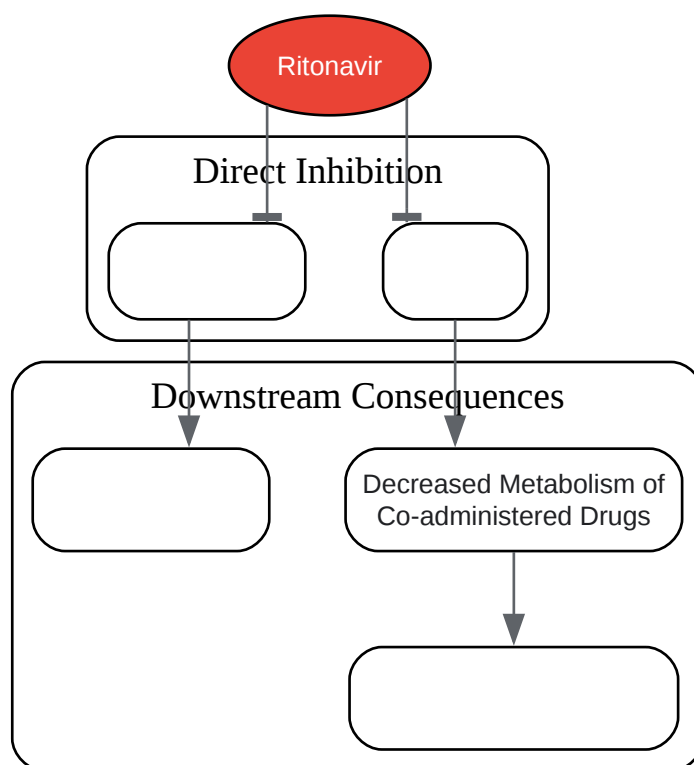 Ritonavir
Direct Inhibition
Downstream Consequences
Decreased Metabolism of
Co-administered Drugs